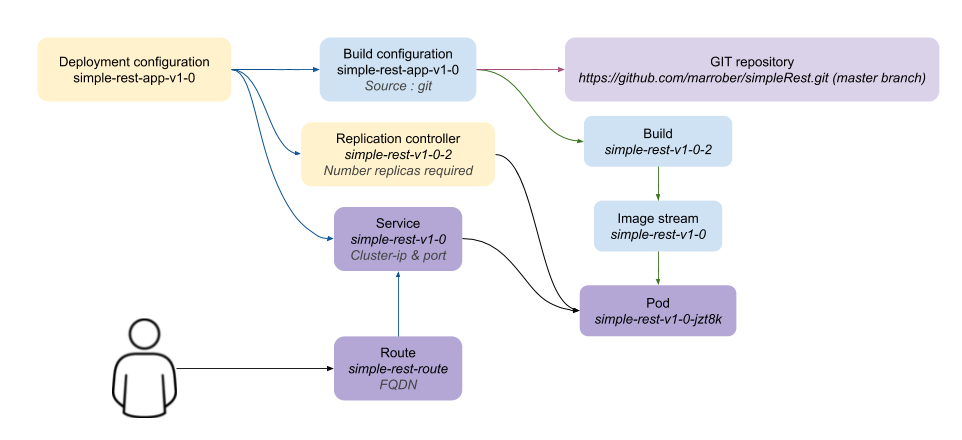 Deployment configuration
simple-rest-app-v1-0
Build configuration
simple-rest-app-v1-0
Source : git
GIT repository
https://github.com/marrober/simpleRest.git (master branch)
Replication controller
simple-rest-v1-0-2
Number replicas required
Build
simple-rest-v1-0-2
Service
simple-rest-v1-0
Cluster-ip & port
Image stream
simple-rest-v1-0
Pod
simple-rest-v1-0-jzt8k
Route
simple-rest-route
FQDN